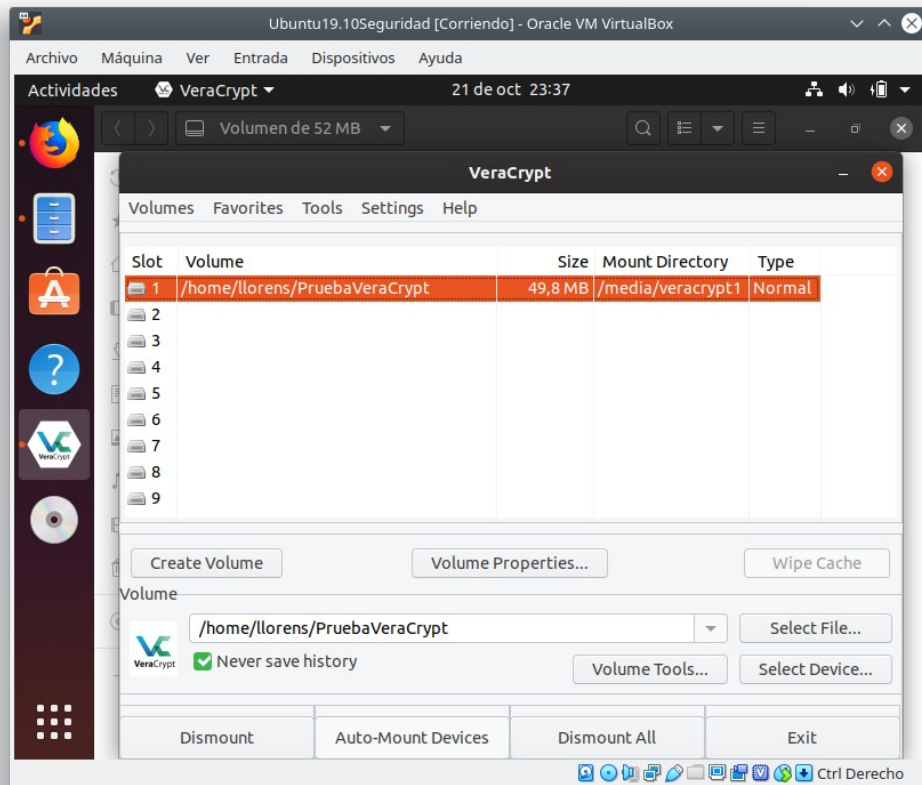 Ubuntu19.10Seguridad [Corriendo] - Oracle VM VirtualBox
Archivo Máquina Ver Entrada Dispositivos Ayuda
Actividades VeraCrypt 21 de oct 23:37
Volumen de 52 MB
VeraCrypt
Volumes Favorites Tools Settings Help
Slot Volume Size Mount Directory Type
1 /home/llorens/PruebaVeraCrypt 49,8 MB /media/veracrypt1 Normal
2
3
4
5
6
7
8
9
VeraCrypt
Create Volume Volume Properties... Wipe Cache
Volume
/home/llorens/PruebaVeraCrypt Select File...
VeraCrypt Never save history Volume Tools... Select Device...
Dismount Auto-Mount Devices Dismount All Exit
Ctrl Derecho